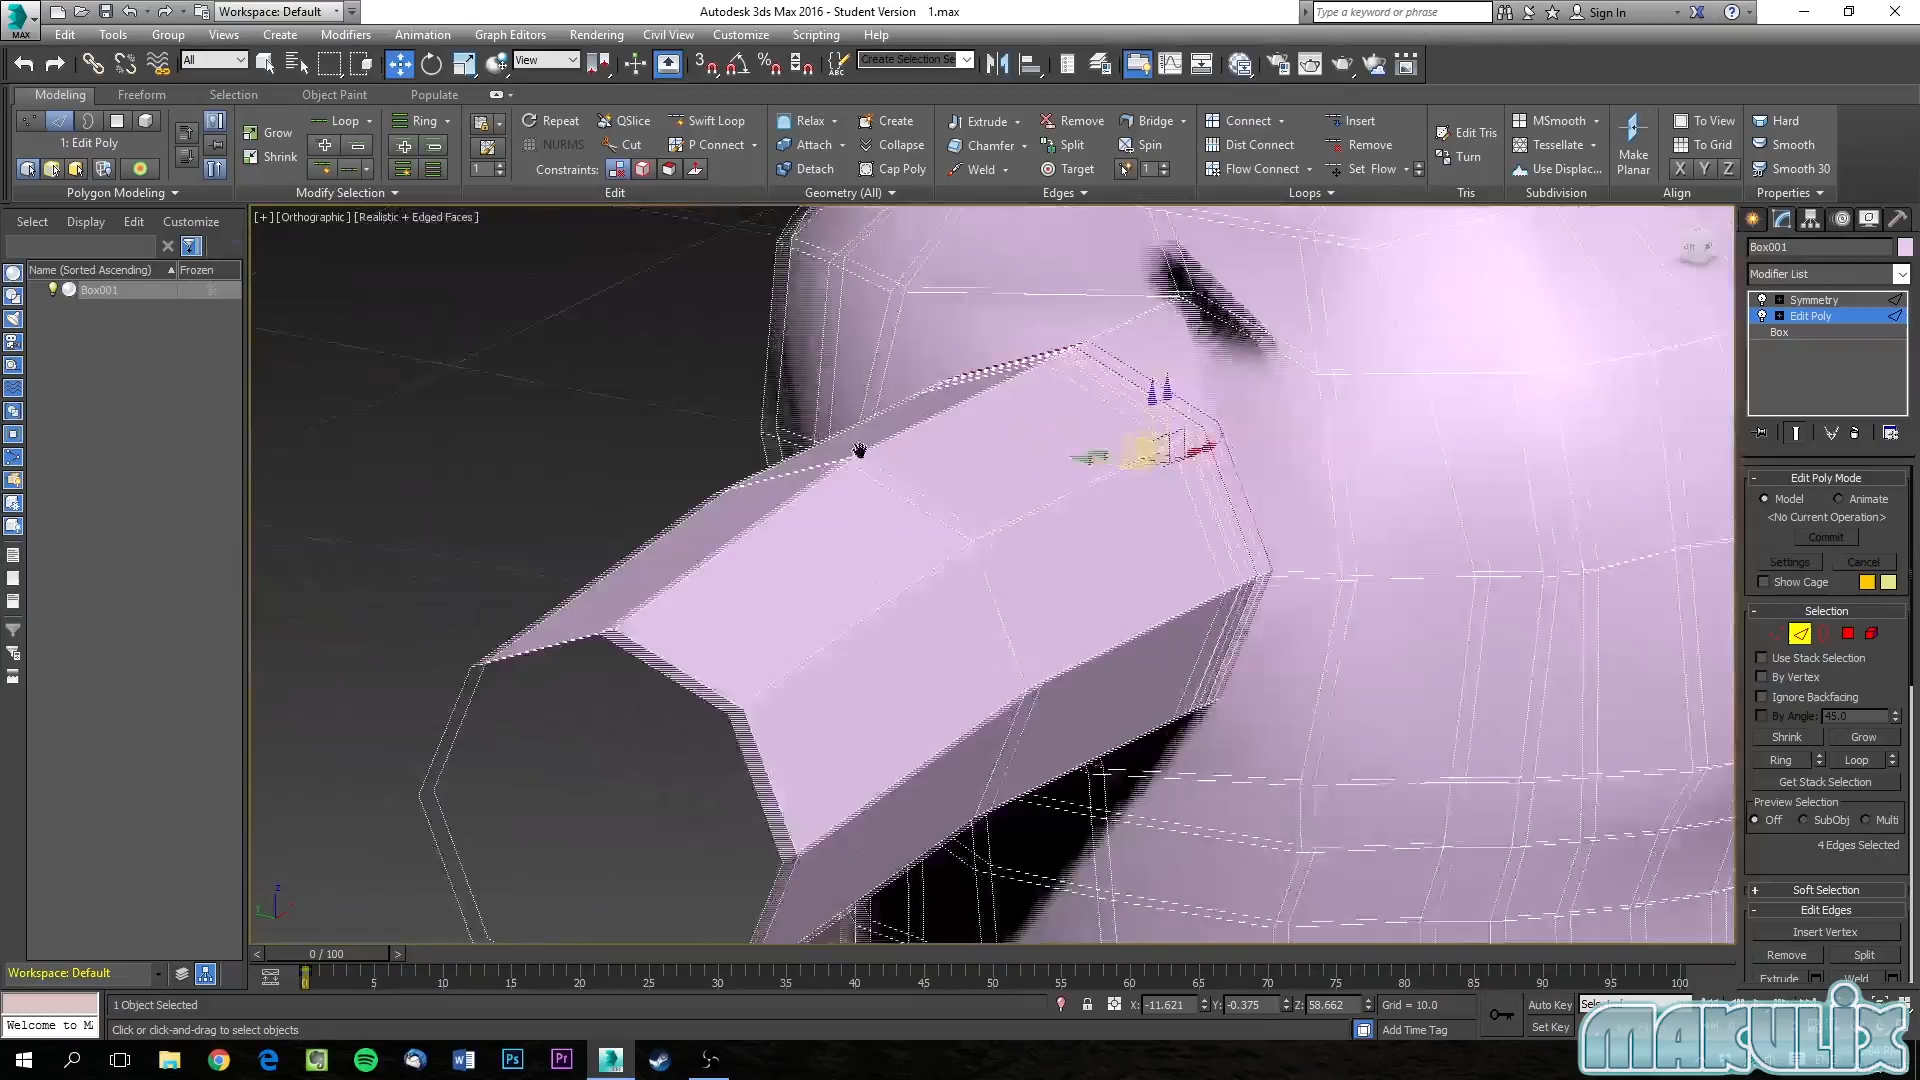 MAX
Workspace: Default
Autodesk 3ds Max 2016 - Student Version 1.max
Type a keyword or phrase
Sign In
Edit Tools Group Views Create Modifiers Animation Graph Editors Rendering Civil View Customize Scripting Help
All
View
3
ABC
Create Selection Se
Modeling Freeform Selection Object Paint Populate
1: Edit Poly
Polygon Modeling
Grow
Shrink
Loop
Ring
Modify Selection
1
Repeat QSlice Swift Loop
NURMS Cut P Connect
Constraints:
Edit
Relax Create
Attach Collapse
Detach Cap Poly
Geometry (All)
Extrude Remove Bridge
Chamfer Split Spin
Weld Target 1
Edges
Connect Insert
Dist Connect Remove
Flow Connect Set Flow
Loops
Edit Tris
Turn
Tris
MSmooth
Tessellate
Use Displac...
Subdivision
Make Planar
To View
To Grid
X Y Z
Align
Hard
Smooth
Smooth 30
Properties
Select Display Edit Customize
Name (Sorted Ascending) Frozen
Box001
[+] [Orthographic] [Realistic + Edged Faces]
z
Box001
Modifier List
Symmetry
Edit Poly
Box
Edit Poly Mode
Model Animate
<No Current Operation>
Commit
Settings Cancel
Show Cage
Selection
Use Stack Selection
By Vertex
Ignore Backfacing
By Angle: 45.0
Shrink Grow
Ring Loop
Get Stack Selection
Preview Selection
Off SubObj Multi
4 Edges Selected
Soft Selection
Edit Edges
Insert Vertex
Remove Split
Extrude Weld
0 / 100
Workspace: Default
0 5 10 15 20 25 30 35 40 45 50 55 60 65 70 75 80 85 90 95 100
1 Object Selected
X: -11.621 Y: -0.375 Z: 58.662 Grid = 10.0
Auto Key
Welcome to M
Click or click-and-drag to select objects
Add Time Tag
Set Key
MAKULIX